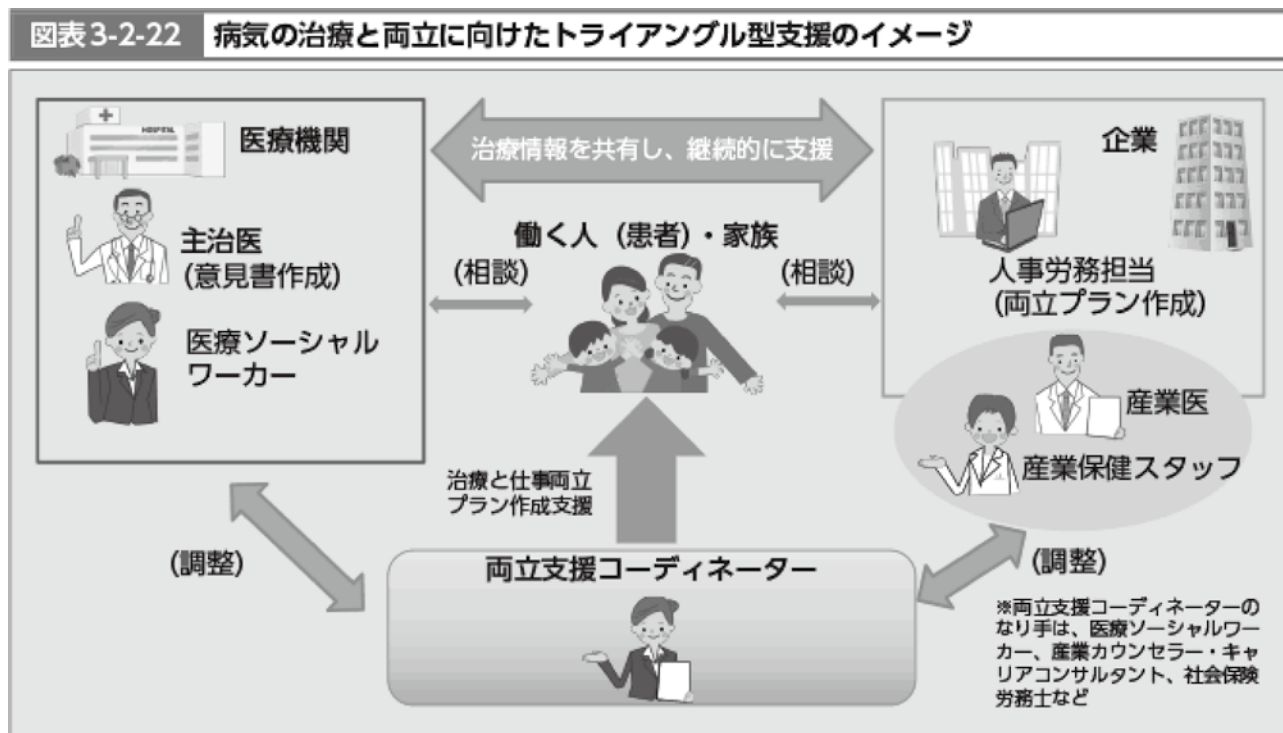 図表3-2-22 病気の治療と両立に向けたトライアングル型支援のイメージ
HOSPITAL
医療機関
主治医
(意見書作成)
医療ソーシャル
ワーカー
治療情報を共有し、継続的に支援
働く人（患者）・家族
(相談)
(相談)
企業
人事労務担当
(両立プラン作成)
産業医
産業保健スタッフ
治療と仕事両立
プラン作成支援
(調整)
両立支援コーディネーター
(調整)
※両立支援コーディネーターの
なり手は、医療ソーシャルワー
カー、産業カウンセラー・キャ
リアコンサルタント、社会保険
労務士など